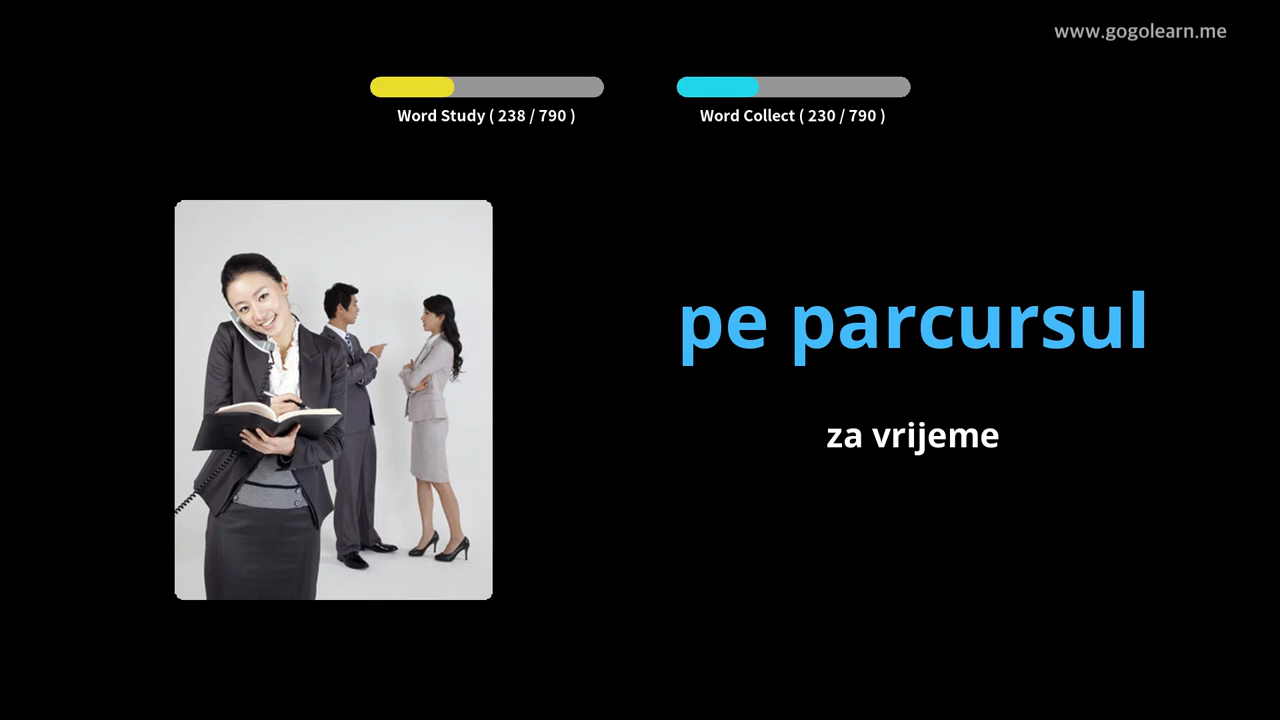 www.gogolearn.me
Word Study ( 238 / 790 )
Word Collect ( 230 / 790 )
pe parcursul
za vrijeme